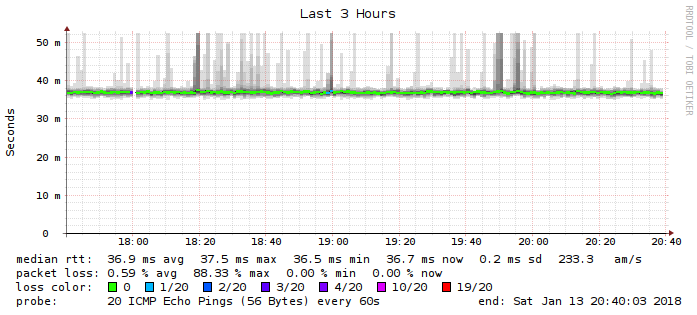 Last 3 Hours
RRDTOOL / TOBI OETIKER
Seconds
50 m
40 m
30 m
20 m
10 m
0
18:00 18:20 18:40 19:00 19:20 19:40 20:00 20:20 20:40
median rtt: 36.9 ms avg 37.5 ms max 36.5 ms min 36.7 ms now 0.2 ms sd 233.3 am/s
packet loss: 0.59 % avg 88.33 % max 0.00 % min 0.00 % now
loss color: 0 1/20 2/20 3/20 4/20 10/20 19/20
probe: 20 ICMP Echo Pings (56 Bytes) every 60s end: Sat Jan 13 20:40:03 2018